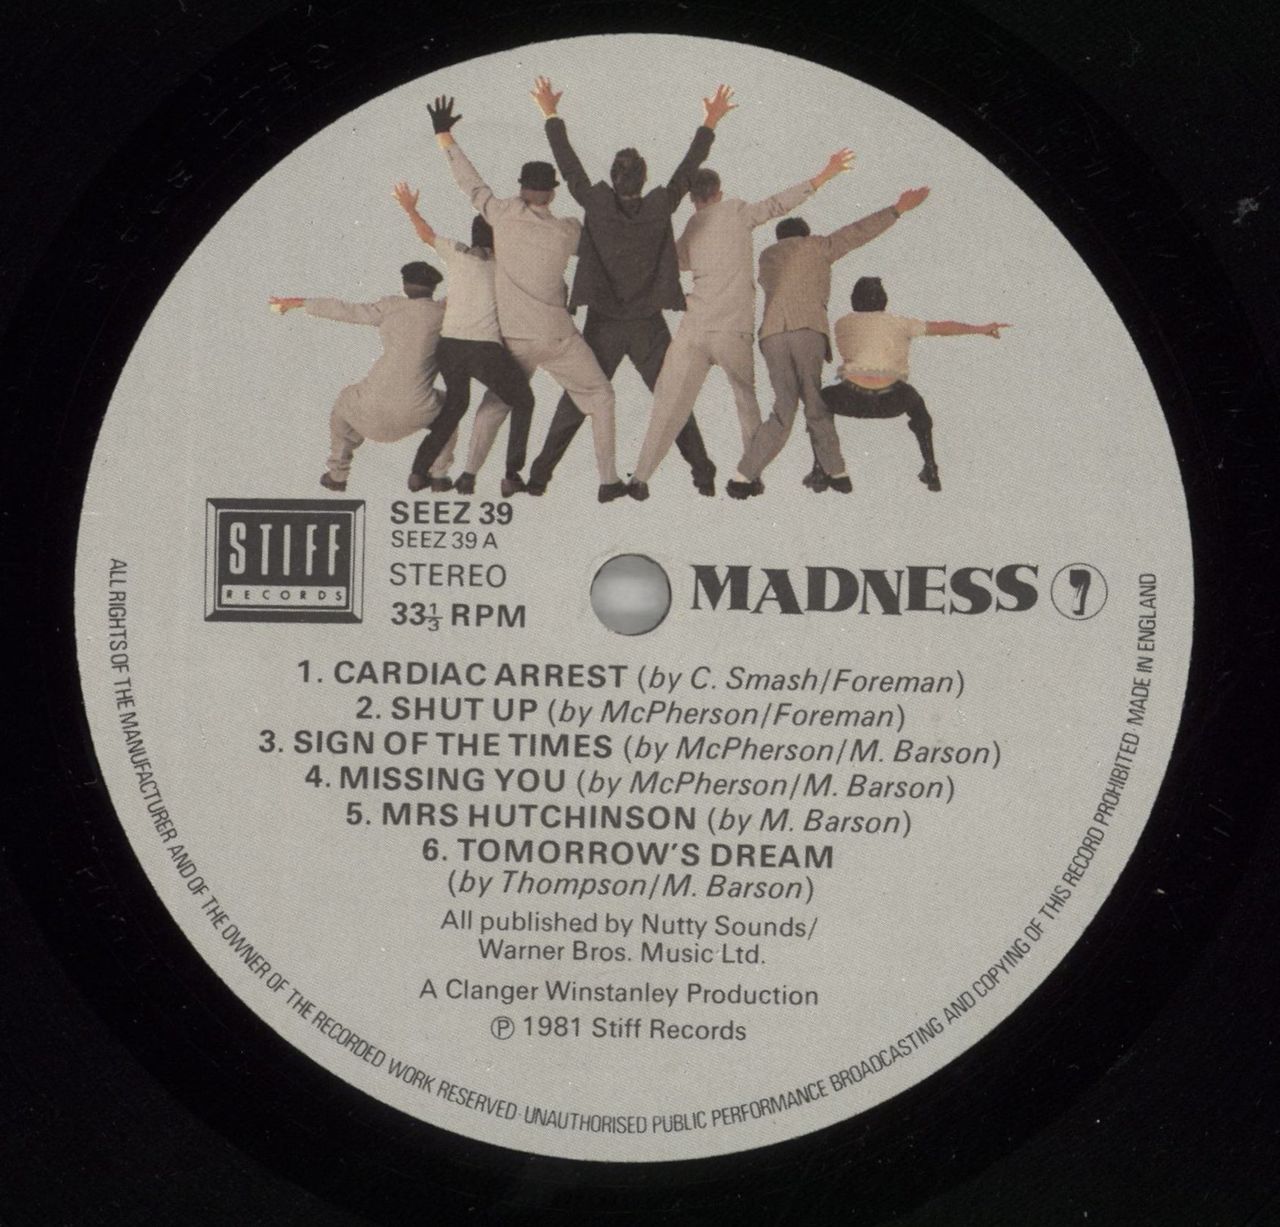 STIFF
RECORDS
SEEZ 39
SEEZ 39 A
STEREO
33⅓ RPM
MADNESS 7
1. CARDIAC ARREST (by C. Smash/Foreman)
2. SHUT UP (by McPherson/Foreman)
3. SIGN OF THE TIMES (by McPherson/M. Barson)
4. MISSING YOU (by McPherson/M. Barson)
5. MRS HUTCHINSON (by M. Barson)
6. TOMORROW'S DREAM
(by Thompson/M. Barson)
All published by Nutty Sounds/
Warner Bros. Music Ltd.
A Clanger Winstanley Production
℗ 1981 Stiff Records
ALL RIGHTS OF THE MANUFACTURER AND OF THE OWNER OF THE RECORDED WORK RESERVED · UNAUTHORISED PUBLIC PERFORMANCE BROADCASTING AND COPYING OF THIS RECORD PROHIBITED · MADE IN ENGLAND